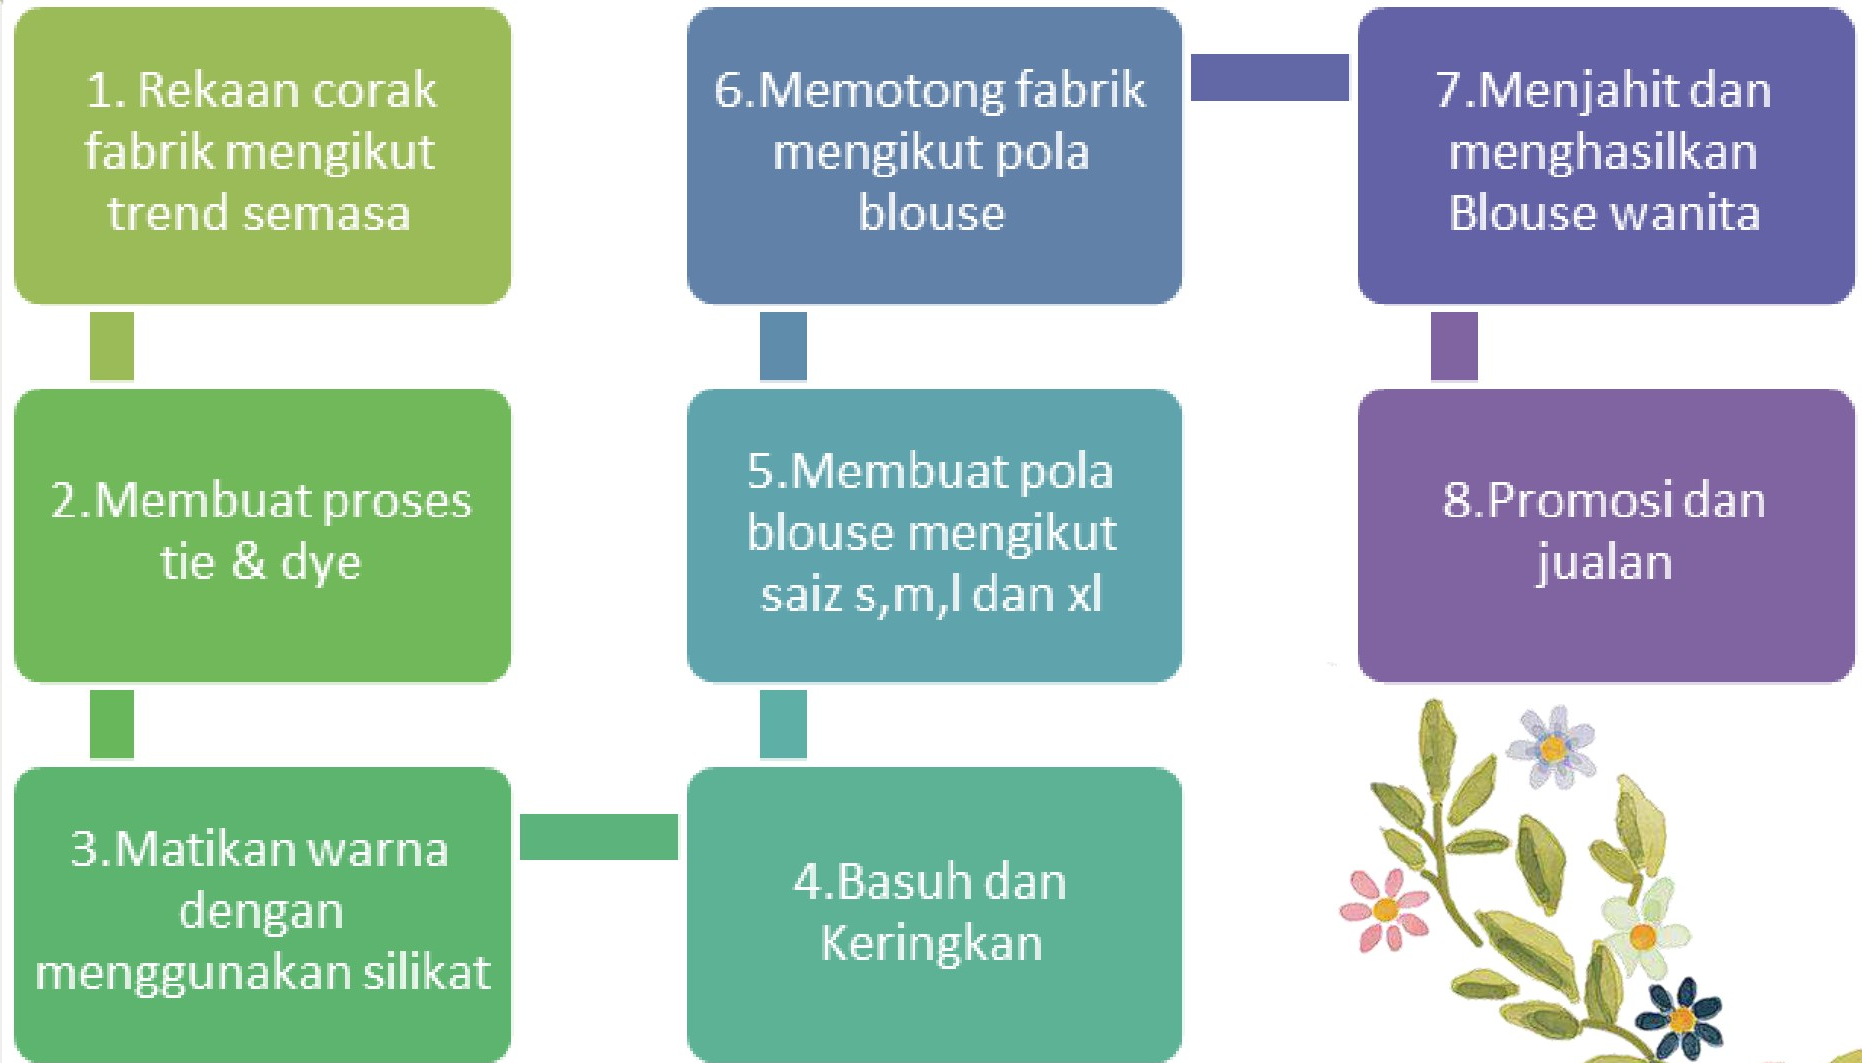 1. Rekaan corak
fabrik mengikut
trend semasa
2.Membuat proses
tie & dye
3.Matikan warna
dengan
menggunakan silikat
4.Basuh dan
Keringkan
5.Membuat pola
blouse mengikut
saiz s,m,l dan xl
6.Memotong fabrik
mengikut pola
blouse
7.Menjahit dan
menghasilkan
Blouse wanita
8.Promosi dan
jualan